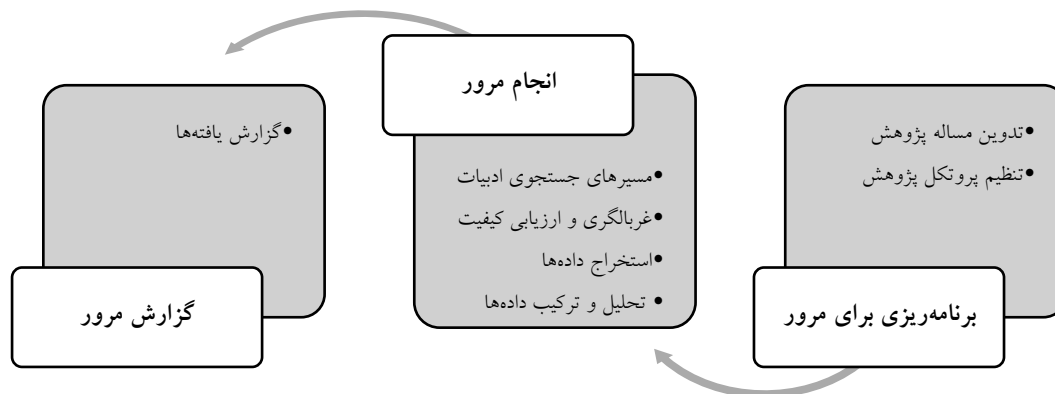 •تدوین مساله پژوهش
•تنظیم پروتکل پژوهش
برنامه‌ریزی برای مرور
انجام مرور
•مسیرهای جستجوی ادبیات
•غربالگری و ارزیابی کیفیت
•استخراج داده‌ها
•تحلیل و ترکیب داده‌ها
•گزارش یافته‌ها
گزارش مرور